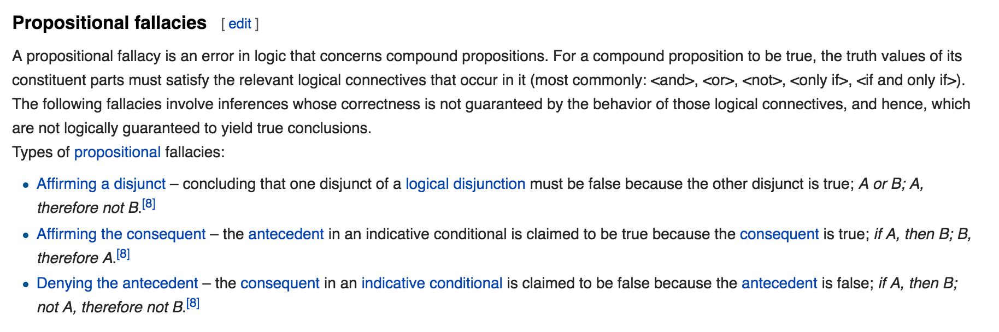 Propositional fallacies [ edit ]
A propositional fallacy is an error in logic that concerns compound propositions. For a compound proposition to be true, the truth values of its
constituent parts must satisfy the relevant logical connectives that occur in it (most commonly: <and>, <or>, <not>, <only if>, <if and only if>).
The following fallacies involve inferences whose correctness is not guaranteed by the behavior of those logical connectives, and hence, which
are not logically guaranteed to yield true conclusions.
Types of propositional fallacies:
• Affirming a disjunct – concluding that one disjunct of a logical disjunction must be false because the other disjunct is true; A or B; A,
therefore not B.[8]
• Affirming the consequent – the antecedent in an indicative conditional is claimed to be true because the consequent is true; if A, then B; B,
therefore A.[8]
• Denying the antecedent – the consequent in an indicative conditional is claimed to be false because the antecedent is false; if A, then B;
not A, therefore not B.[8]